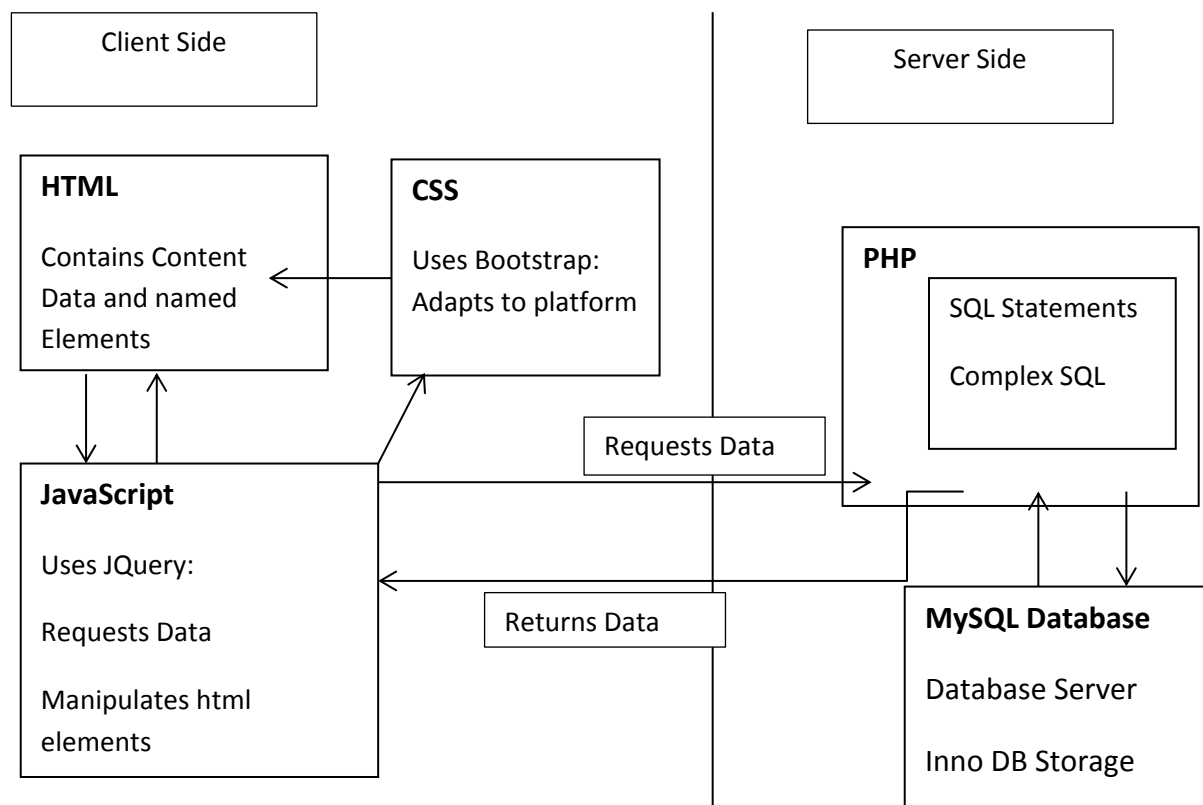 Client Side
Server Side
HTML
Contains Content
Data and named
Elements
CSS
Uses Bootstrap:
Adapts to platform
PHP
SQL Statements
Complex SQL
Requests Data
JavaScript
Uses JQuery:
Requests Data
Manipulates html
elements
Returns Data
MySQL Database
Database Server
Inno DB Storage